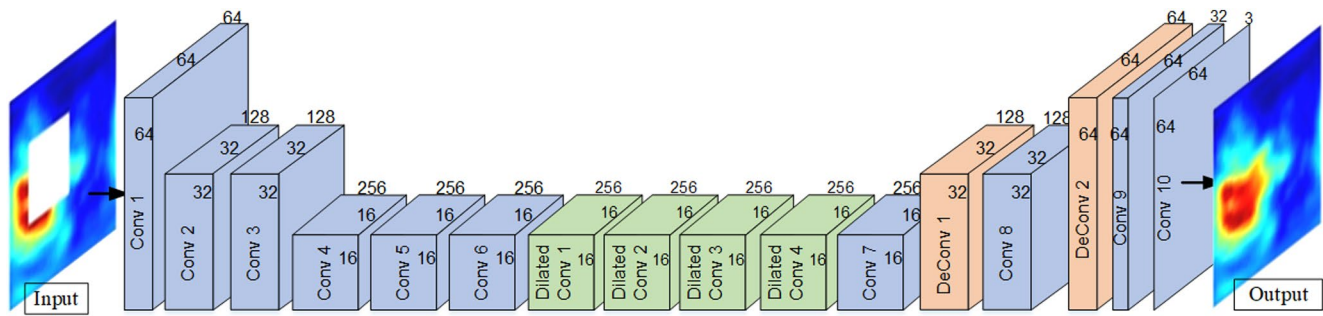 Input
64
64
64
Conv 1
128
32
32
Conv 2
128
32
32
Conv 3
256
16
16
Conv 4
256
16
16
Conv 5
256
16
16
Conv 6
256
16
16
Dilated
Conv 1
256
16
16
Dilated
Conv 2
256
16
16
Dilated
Conv 3
256
16
16
Dilated
Conv 4
256
16
16
Conv 7
128
32
32
DeConv 1
128
32
32
Conv 8
64
64
64
DeConv 2
32
64
64
Conv 9
3
64
64
Conv 10
Output